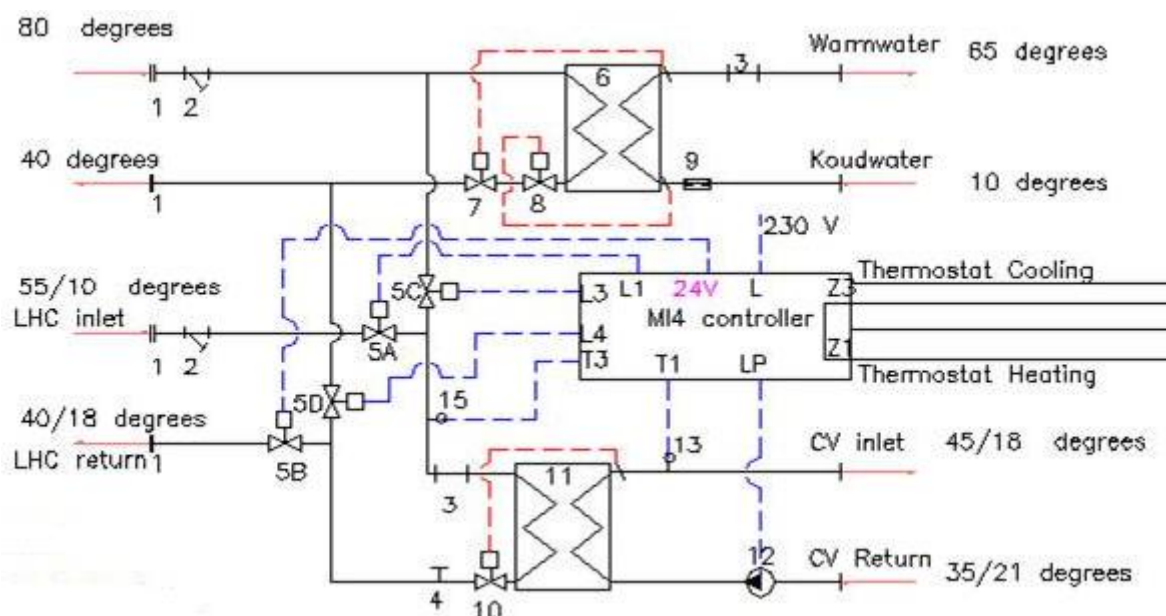 80 degrees
Warmwater 65 degrees
1 2 6 3
40 degrees
Koudwater
10 degrees
1 7 8 9
230 V
55/10 degrees
LHC inlet
5C
L3 L1 24V L Z3
Thermostat Cooling
MI4 controller
1 2 5A
L4
T3 T1 LP Z1
Thermostat Heating
40/18 degrees
5D 15
LHC return
1 5B
13
CV inlet 45/18 degrees
3 11
12
CV Return
35/21 degrees
4 10